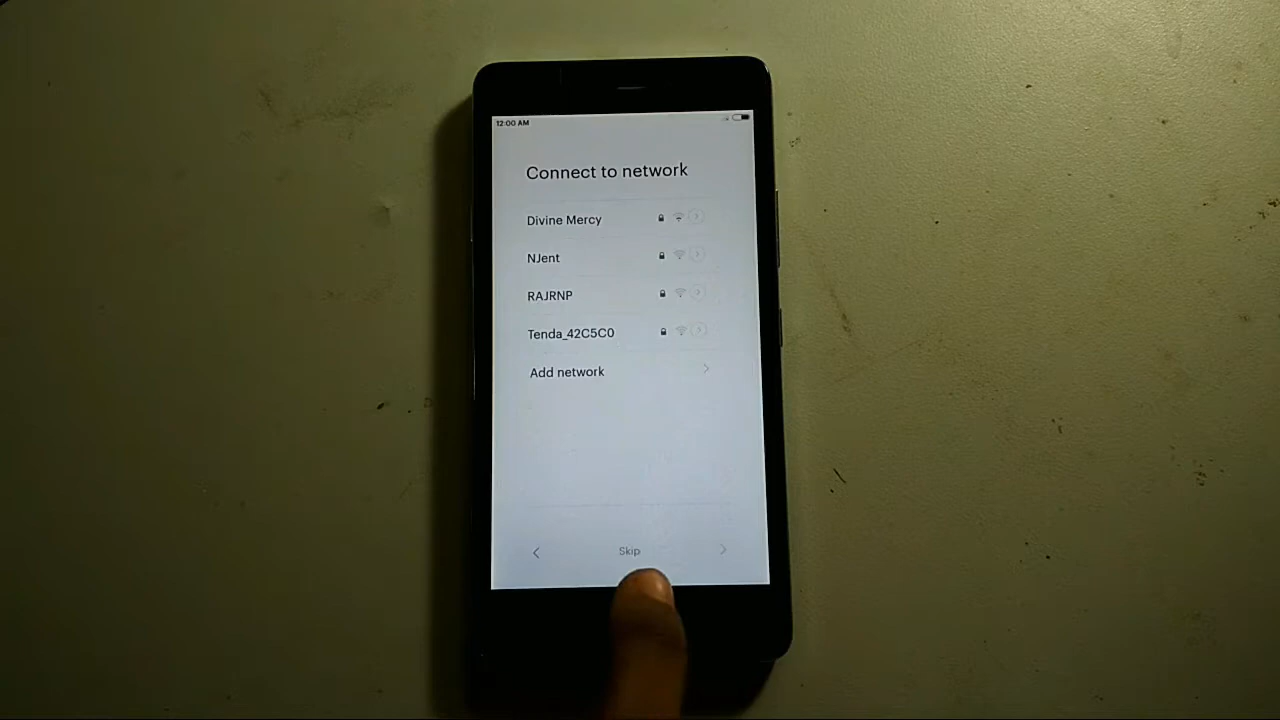 12:00 AM
Connect to network
Divine Mercy
NJent
RAJRNP
Tenda_42C5C0
Add network
Skip